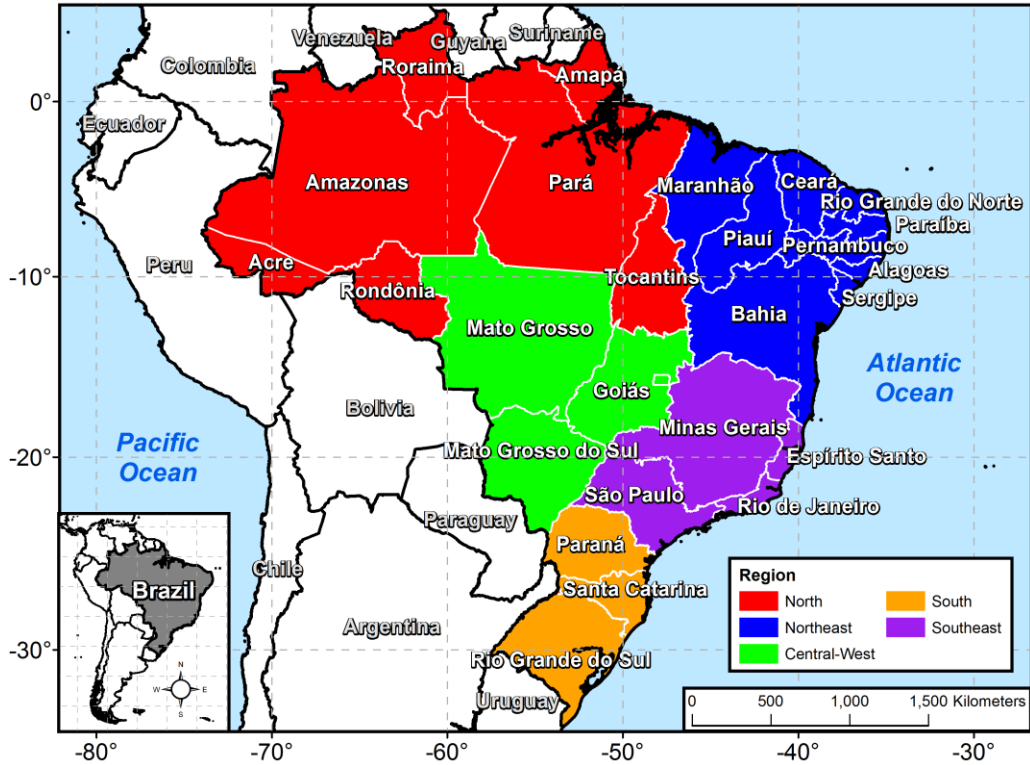 Venezuela
Guyana
Suriname
Colombia
Roraima
Amapá
0°
Ecuador
Amazonas
Pará
Maranhão
Ceará
Rio Grande do Norte
Paraíba
Piauí
Pernambuco
Peru
Acre
Tocantins
Alagoas
-10°
Rondônia
Sergipe
Mato Grosso
Bahia
Atlantic
Ocean
Goiás
Bolivia
Minas Gerais
Pacific
Ocean
Mato Grosso do Sul
Espírito Santo
-20°
São Paulo
Rio de Janeiro
Paraguay
Paraná
Chile
Santa Catarina
Brazil
Argentina
-30°
Rio Grande do Sul
Uruguay
N
W
E
S
Region
North
South
Northeast
Southeast
Central-West
0
500
1,000
1,500 Kilometers
-80
-70
-60
-50
-40
-30